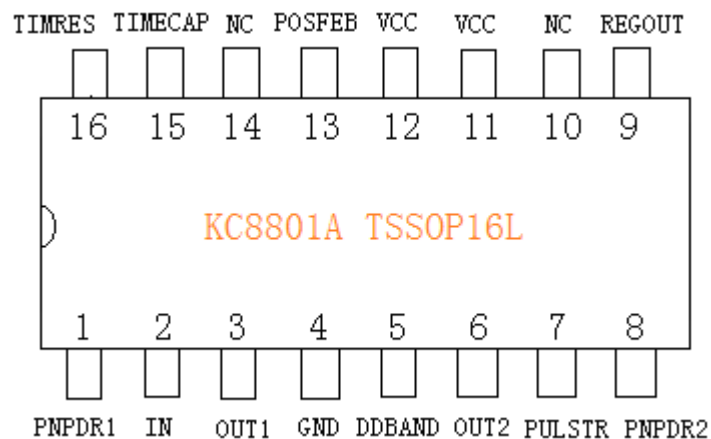 TIMRES TIMECAP NC POSFEB VCC VCC NC REGOUT
16 15 14 13 12 11 10 9
KC8801A TSSOP16L
1 2 3 4 5 6 7 8
PNPDR1 IN OUT1 GND DDBAND OUT2 PULSTR PNPDR2